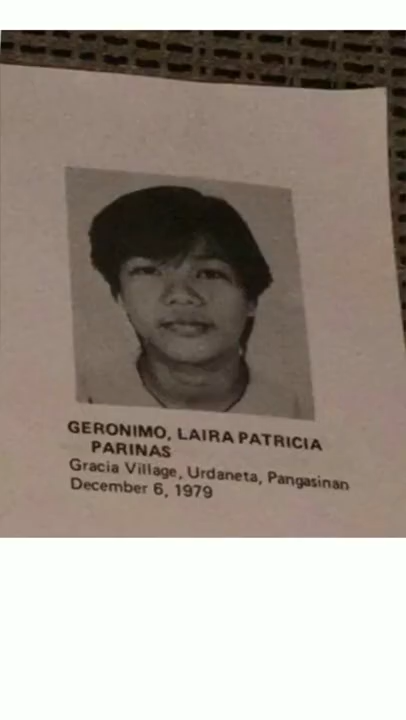 GERONIMO, LAIRA PATRICIA
PARINAS
Gracia Village, Urdaneta, Pangasinan
December 6, 1979